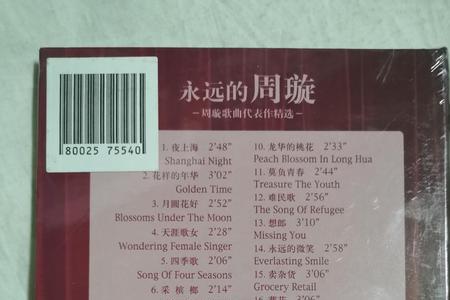 永远的周璇
周璇歌曲代表作精选
80025 75540
1. 夜上海 2'48"
Shanghai Night
2. 花样的年华 3'02"
Golden Time
3. 月圆花好 2'52"
Blossoms Under The Moon
4. 天涯歌女 2'28"
Wondering Female Singer
5. 四季歌 2'06"
Song Of Four Seasons
6. 采槟榔 2'14"
10. 龙华的桃花 2'33"
Peach Blossom In Long Hua
11. 莫负青春 2'44"
Treasure The Youth
12. 难民歌 2'56"
The Song Of Refugee
13. 想郎 3'10"
Missing You
14. 永远的微笑 2'58"
Everlasting Smile
15. 卖杂货 2'06"
Grocery Retail